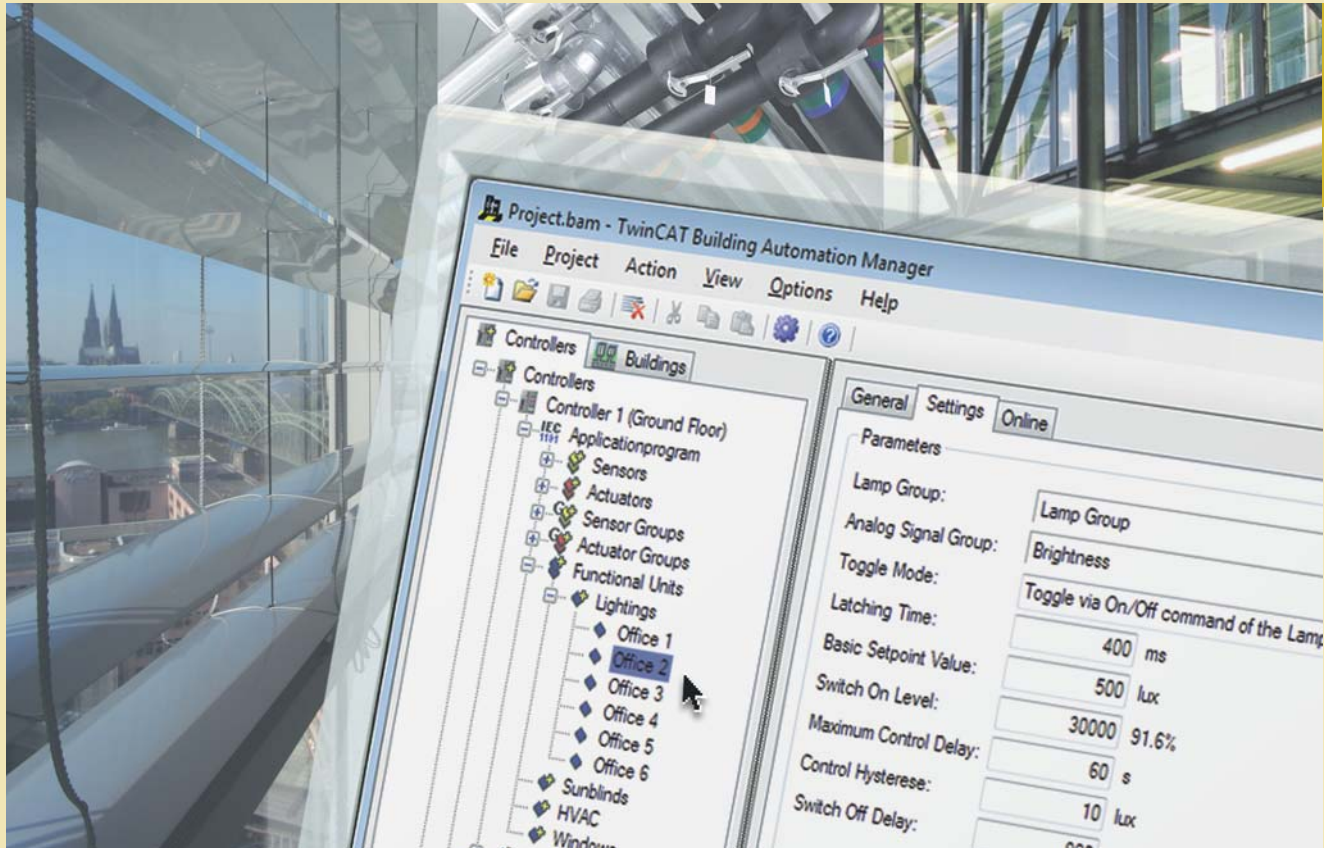 Project.bam - TwinCAT Building Automation Manager
File Project Action View Options Help
Controllers Buildings
Controllers
Controller 1 (Ground Floor)
IEC 1131 Applicationprogram
Sensors
Actuators
Sensor Groups
Actuator Groups
Functional Units
Lightings
Office 1
Office 2
Office 3
Office 4
Office 5
Office 6
Sunblinds
HVAC
General Settings Online
Parameters
Lamp Group: Lamp Group
Analog Signal Group: Brightness
Toggle Mode: Toggle via On/Off command of the Lamp
Latching Time: 400 ms
Basic Setpoint Value: 500 lux
Switch On Level: 30000 91.6%
Maximum Control Delay: 60 s
Control Hysterese: 10 lux
Switch Off Delay: